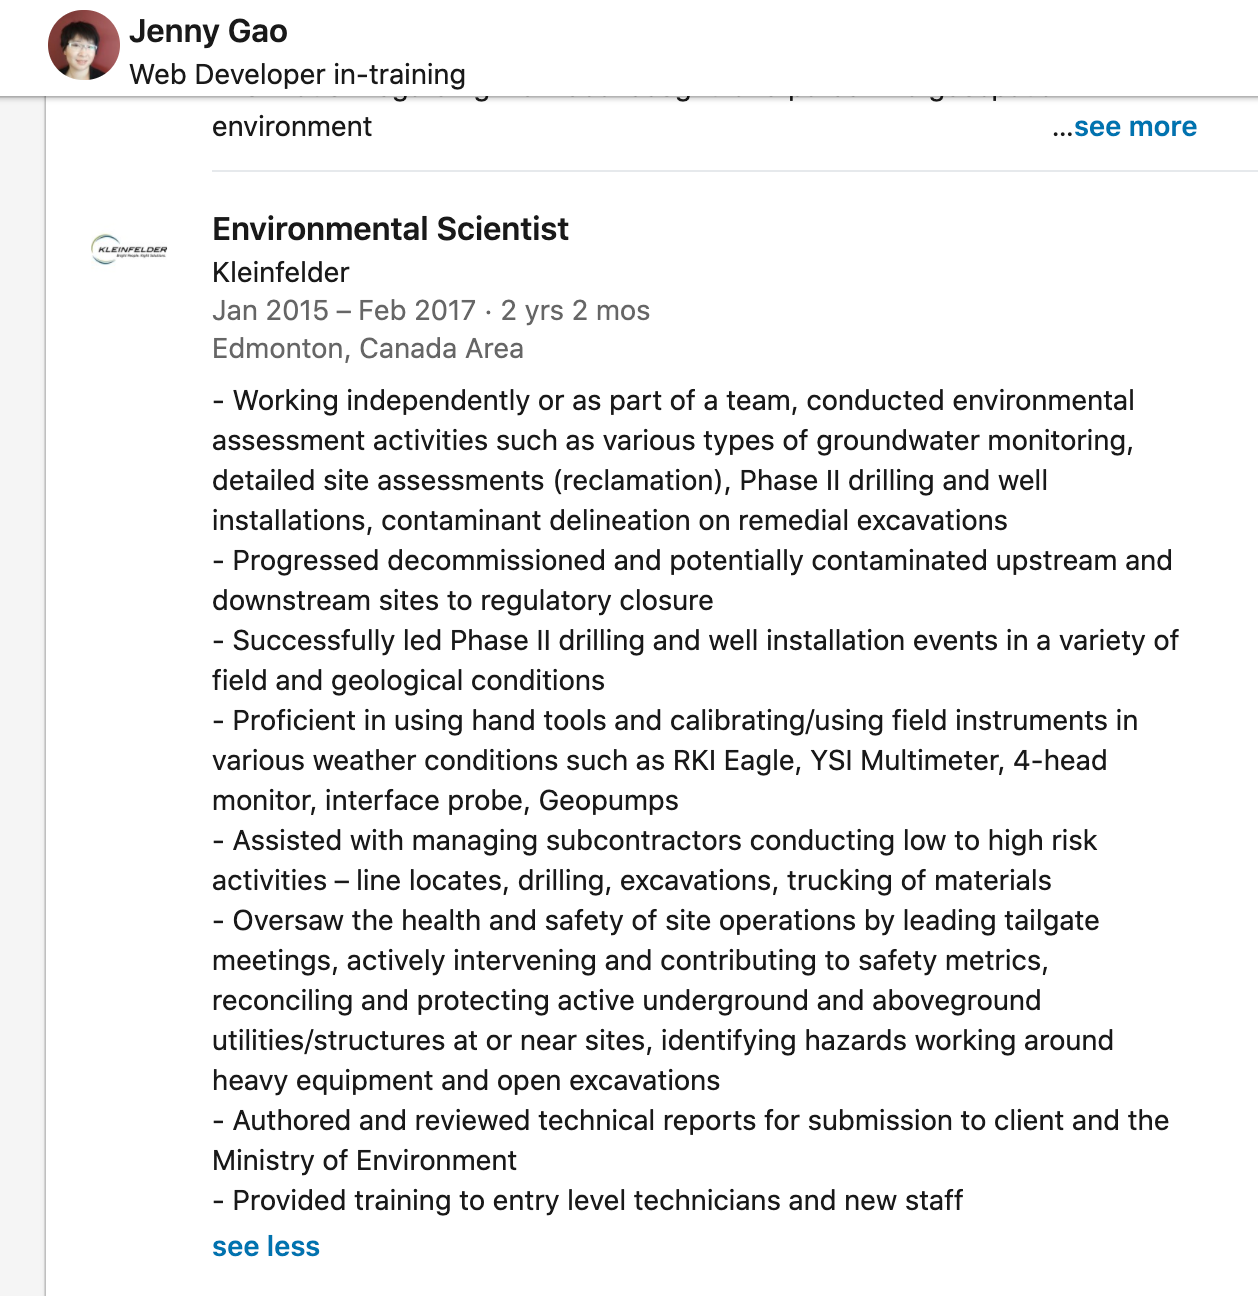 Jenny Gao
Web Developer in-training
environment
...see more
KLEINFELDER
Bright People. Right Solutions.
Environmental Scientist
Kleinfelder
Jan 2015 – Feb 2017 · 2 yrs 2 mos
Edmonton, Canada Area
- Working independently or as part of a team, conducted environmental
assessment activities such as various types of groundwater monitoring,
detailed site assessments (reclamation), Phase II drilling and well
installations, contaminant delineation on remedial excavations
- Progressed decommissioned and potentially contaminated upstream and
downstream sites to regulatory closure
- Successfully led Phase II drilling and well installation events in a variety of
field and geological conditions
- Proficient in using hand tools and calibrating/using field instruments in
various weather conditions such as RKI Eagle, YSI Multimeter, 4-head
monitor, interface probe, Geopumps
- Assisted with managing subcontractors conducting low to high risk
activities – line locates, drilling, excavations, trucking of materials
- Oversaw the health and safety of site operations by leading tailgate
meetings, actively intervening and contributing to safety metrics,
reconciling and protecting active underground and aboveground
utilities/structures at or near sites, identifying hazards working around
heavy equipment and open excavations
- Authored and reviewed technical reports for submission to client and the
Ministry of Environment
- Provided training to entry level technicians and new staff
see less